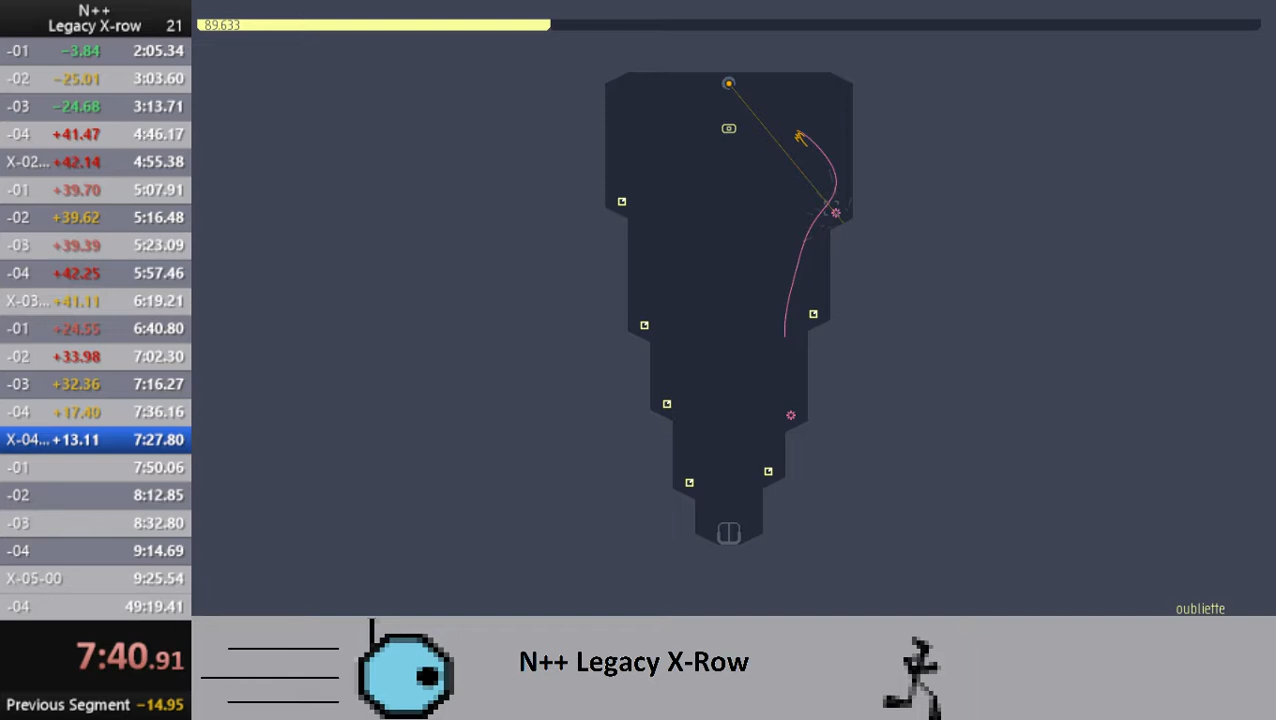 N++
Legacy X-row 21
-01 −3.84 2:05.34
-02 −25.01 3:03.60
-03 −24.68 3:13.71
-04 +41.47 4:46.17
X-02... +42.14 4:55.38
-01 +39.70 5:07.91
-02 +39.62 5:16.48
-03 +39.39 5:23.09
-04 +42.25 5:57.46
X-03... +41.11 6:19.21
-01 +24.55 6:40.80
-02 +33.98 7:02.30
-03 +32.36 7:16.27
-04 +17.40 7:36.16
X-04... +13.11 7:27.80
-01 7:50.06
-02 8:12.85
-03 8:32.80
-04 9:14.69
X-05-00 9:25.54
-04 49:19.41
7:40.91
Previous Segment −14.95
89.633
oubliette
N++ Legacy X-Row